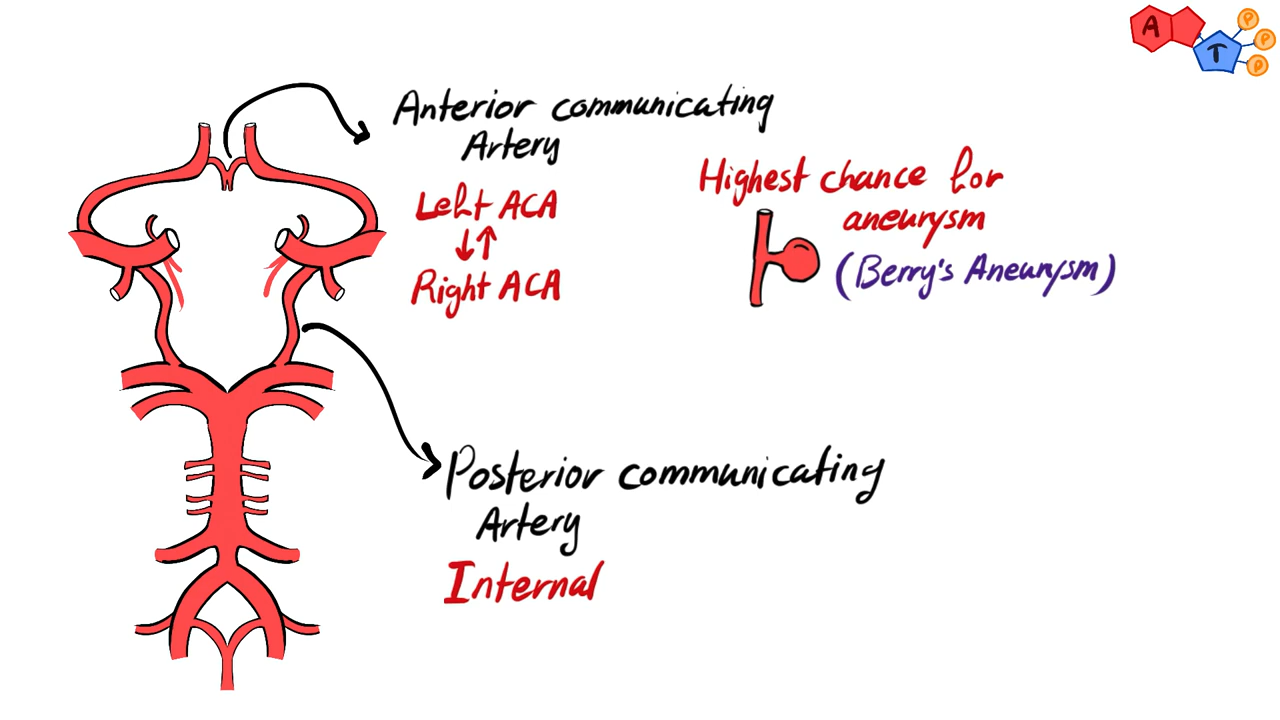 A
T
P
P
P
Anterior communicating
Artery
Left ACA
Right ACA
Highest chance for
aneurysm
(Berry's Aneurysm)
Posterior communicating
Artery
Internal